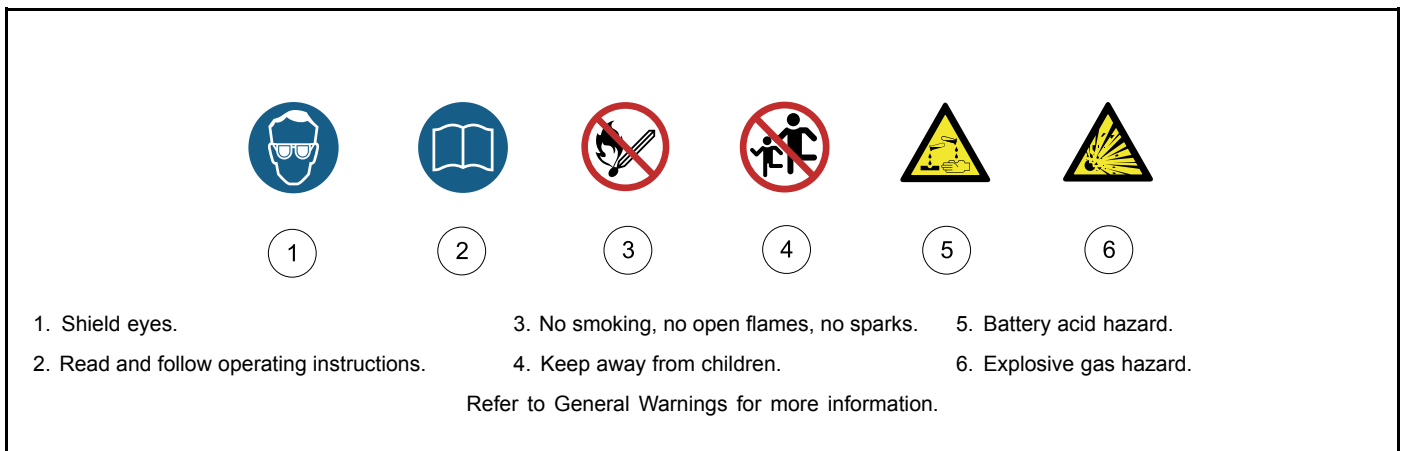 1 2 3 4 5 6
1. Shield eyes. 3. No smoking, no open flames, no sparks. 5. Battery acid hazard.
2. Read and follow operating instructions. 4. Keep away from children. 6. Explosive gas hazard.
Refer to General Warnings for more information.